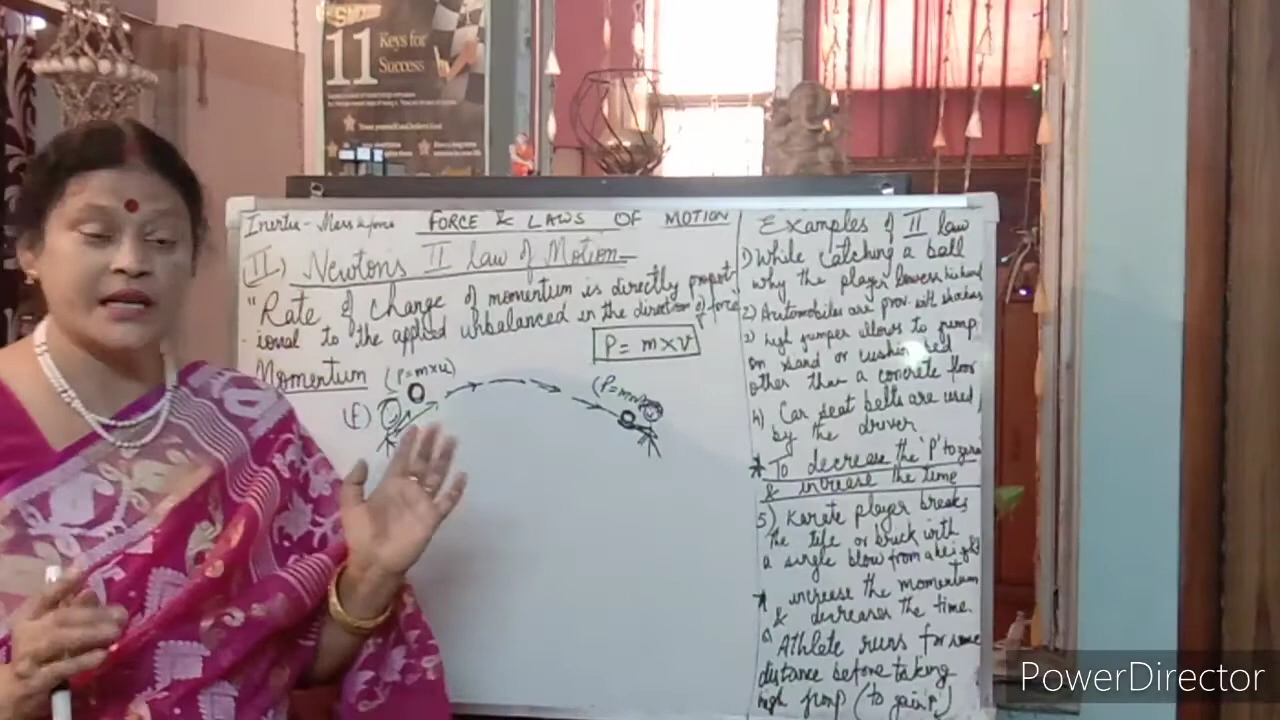 11
Keys for
Success
Inertia - Mass
FORCE & LAWS OF MOTION
II) Newtons II law of Motion
"Rate of change of momentum is directly proport-
ional to the applied unbalanced in the direction of force
P = m×v
Momentum
(P=m×u)
(F)
(P=mv)
Examples of II law
1) While catching a ball
why the player lowers his hand
2) Automobiles are prov. with shockers
3) high jumper allows to jump
on sand or cushion bed
other than a concrete floor
4) Car seat belts are used
by the driver
* To decrease the 'P' to zero
& increase the time
5) Karate player breaks
the tile or brick with
a single blow from a height
* increase the momentum
& decreases the time
Athlete runs for some
distance before taking
high jump (to gain P)
PowerDirector